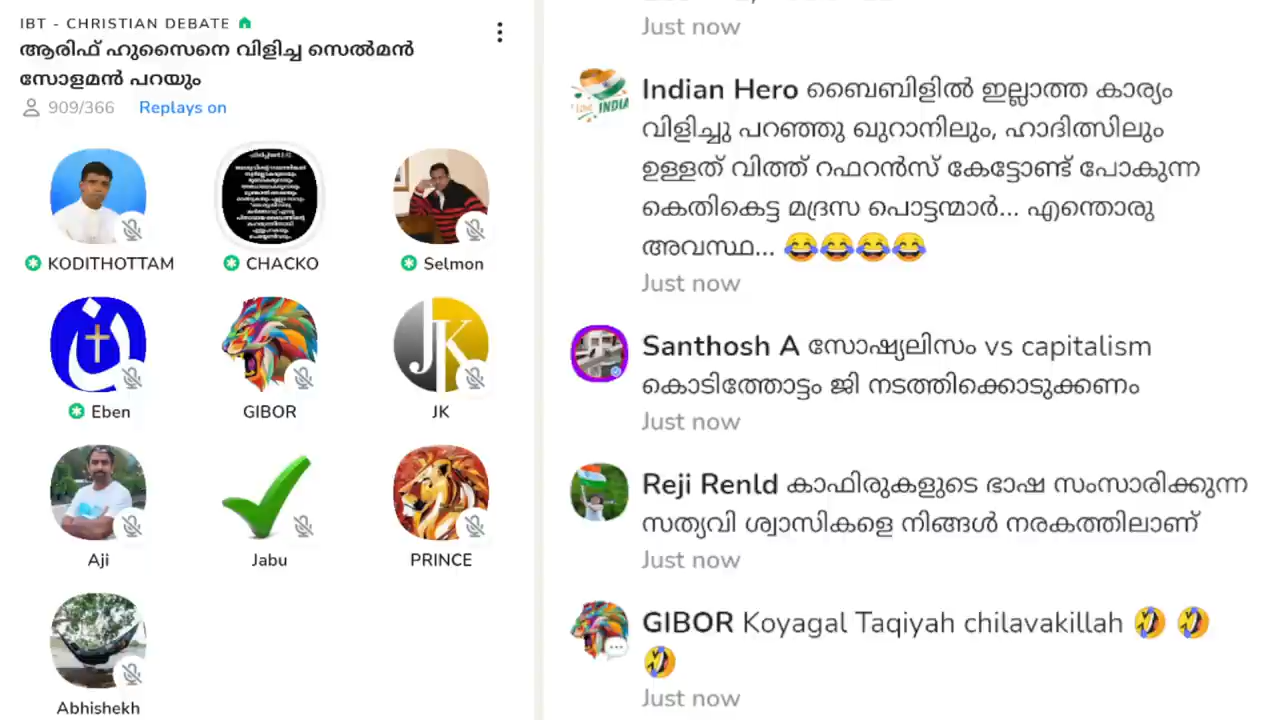 IBT - CHRISTIAN DEBATE
ആരിഫ് ഹുസൈനെ വിളിച്ച സെൽമൻ
സോളമൻ പറയും
909/366 Replays on
KODITHOTTAM
CHACKO
Selmon
Eben
GIBOR
JK
Aji
Jabu
PRINCE
Abhishekh
Just now
Indian Hero ബൈബിളിൽ ഇല്ലാത്ത കാര്യം
വിളിച്ചു പറഞ്ഞു ഖുറാനിലും, ഹാദിത്സിലും
ഉള്ളത് വിത്ത് റഫറൻസ് കേട്ടോണ്ട് പോകുന്ന
കെതികെട്ട മദ്രസ പൊട്ടന്മാർ... എന്തൊരു
അവസ്ഥ... 😂😂😂😂
Just now
Santhosh A സോഷ്യലിസം vs capitalism
കൊടിത്തോട്ടം ജി നടത്തിക്കൊടുക്കണം
Just now
Reji Renld കാഫിരുകളുടെ ഭാഷ സംസാരിക്കുന്ന
സത്യവി ശ്വാസികളെ നിങ്ങൾ നരകത്തിലാണ്
Just now
GIBOR Koyagal Taqiyah chilavakillah 🤣 🤣
🤣
Just now